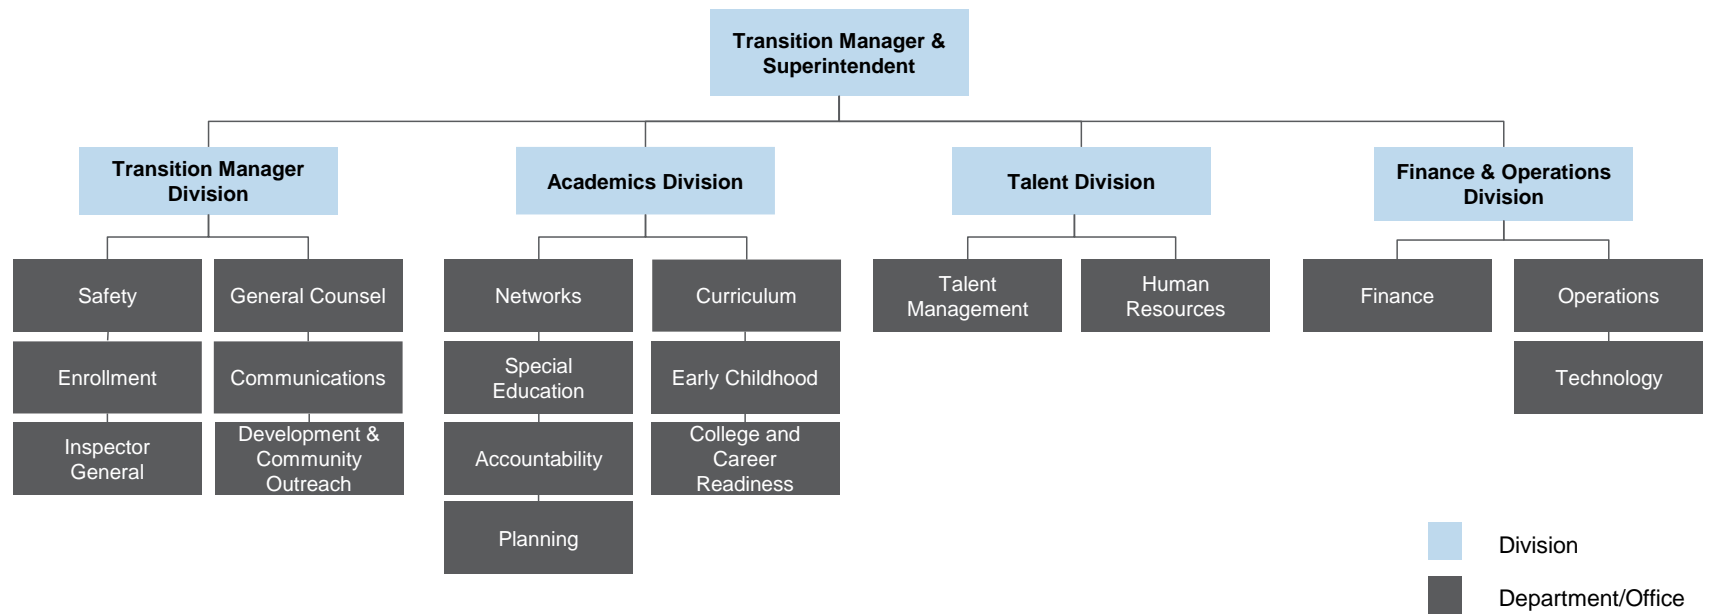 Transition Manager &
Superintendent
Transition Manager
Division
Academics Division
Talent Division
Finance & Operations
Division
Safety
General Counsel
Networks
Curriculum
Talent
Management
Human
Resources
Finance
Operations
Enrollment
Communications
Special
Education
Early Childhood
Technology
Inspector
General
Development &
Community
Outreach
Accountability
College and
Career
Readiness
Planning
Division
Department/Office